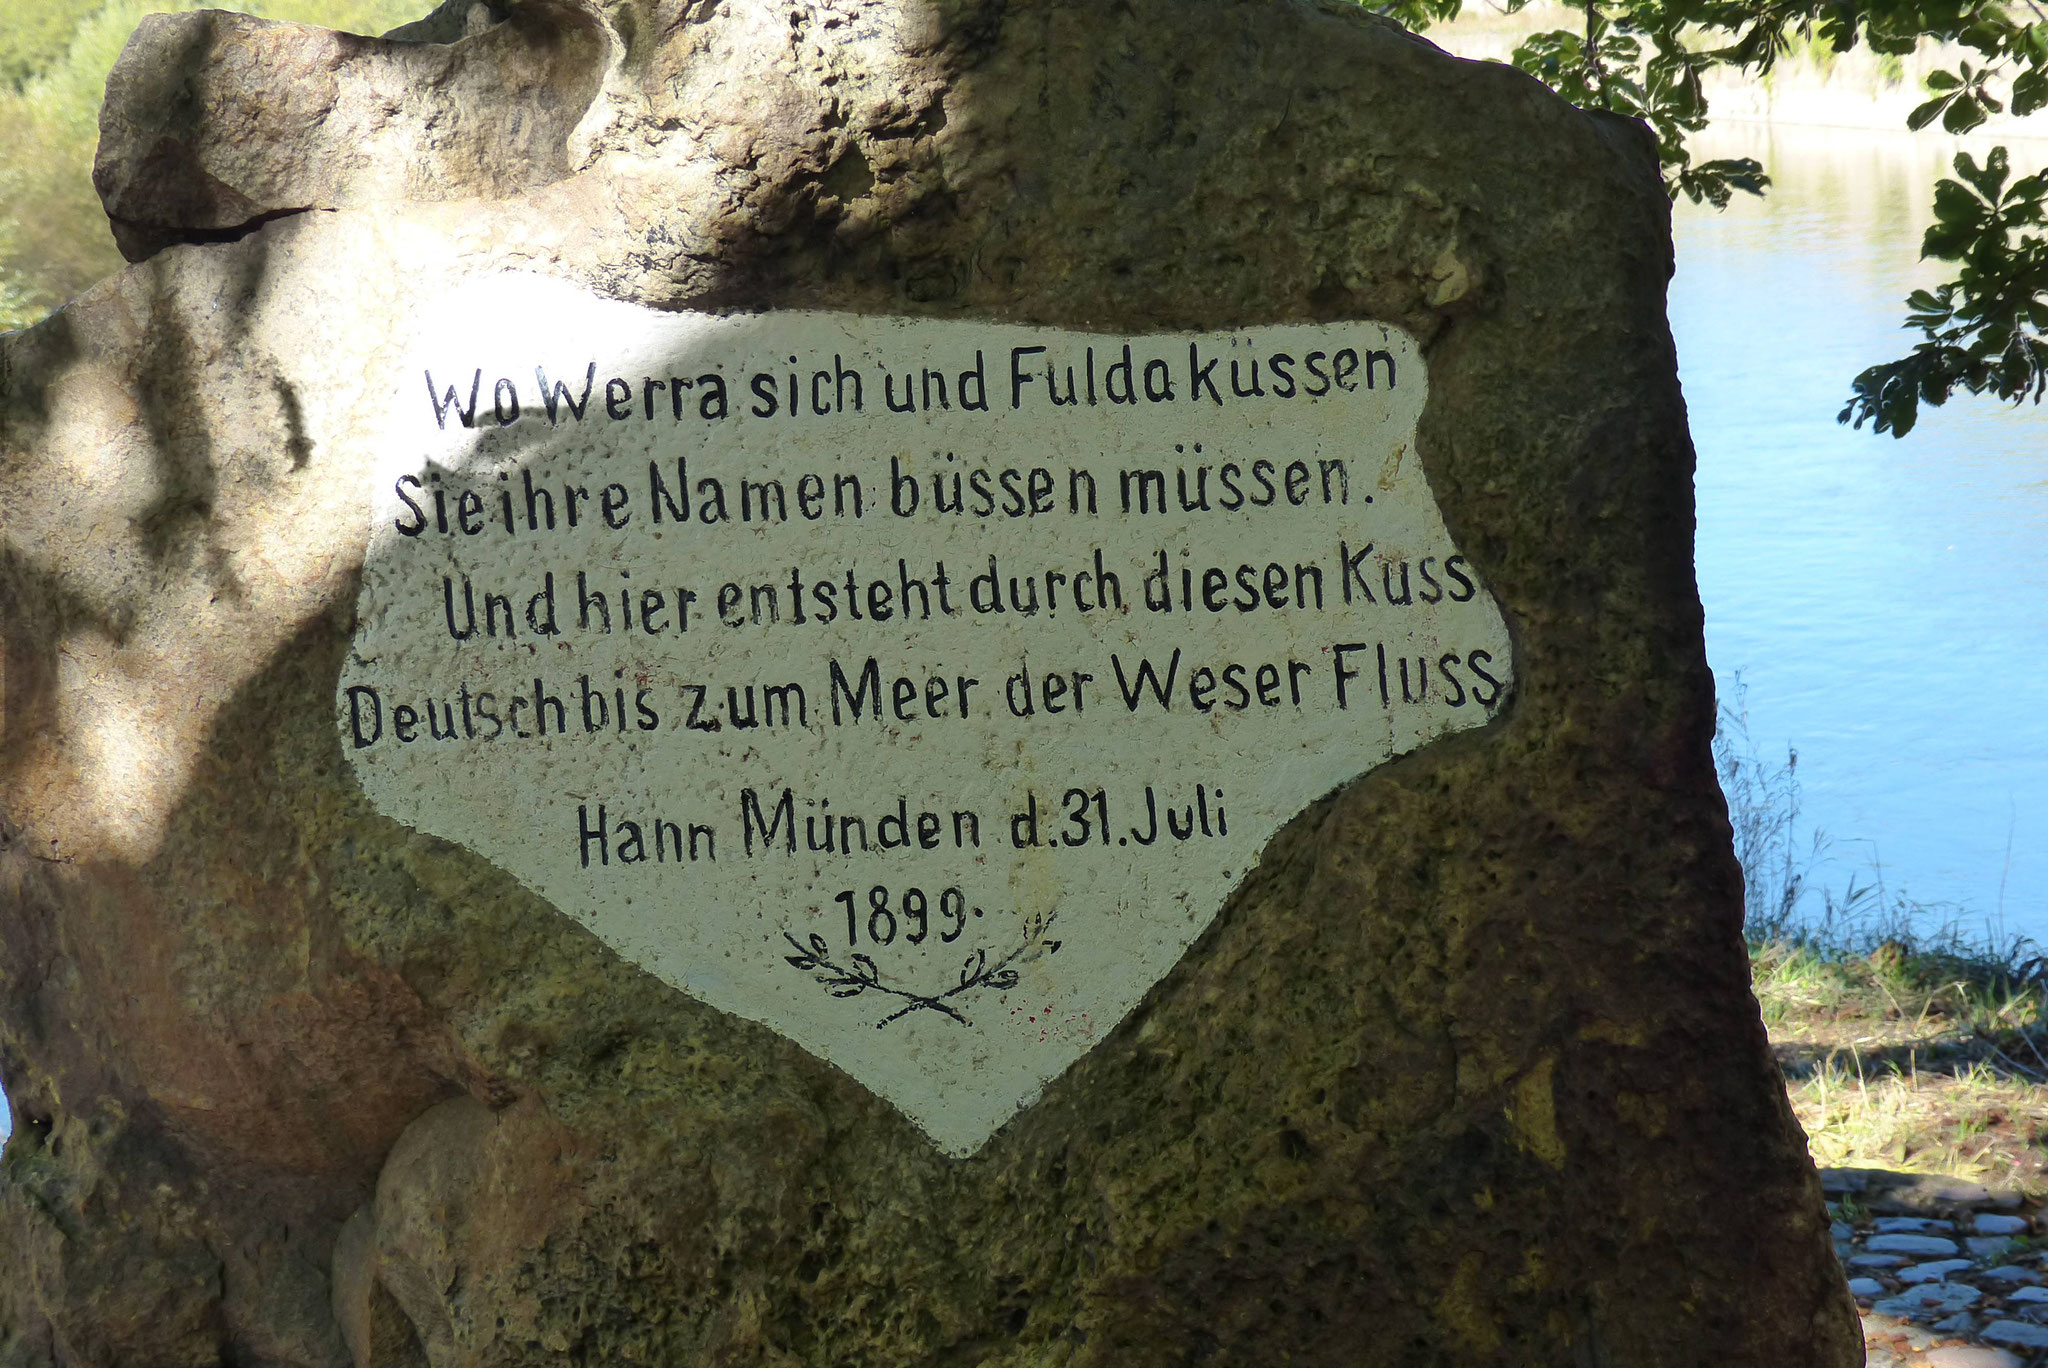 Wo Werra sich und Fulda küssen
Sie ihre Namen büssen müssen.
Und hier entsteht durch diesen Kuss
Deutsch bis zum Meer der Weser Fluss
Hann Münden d.31.Juli
1899.